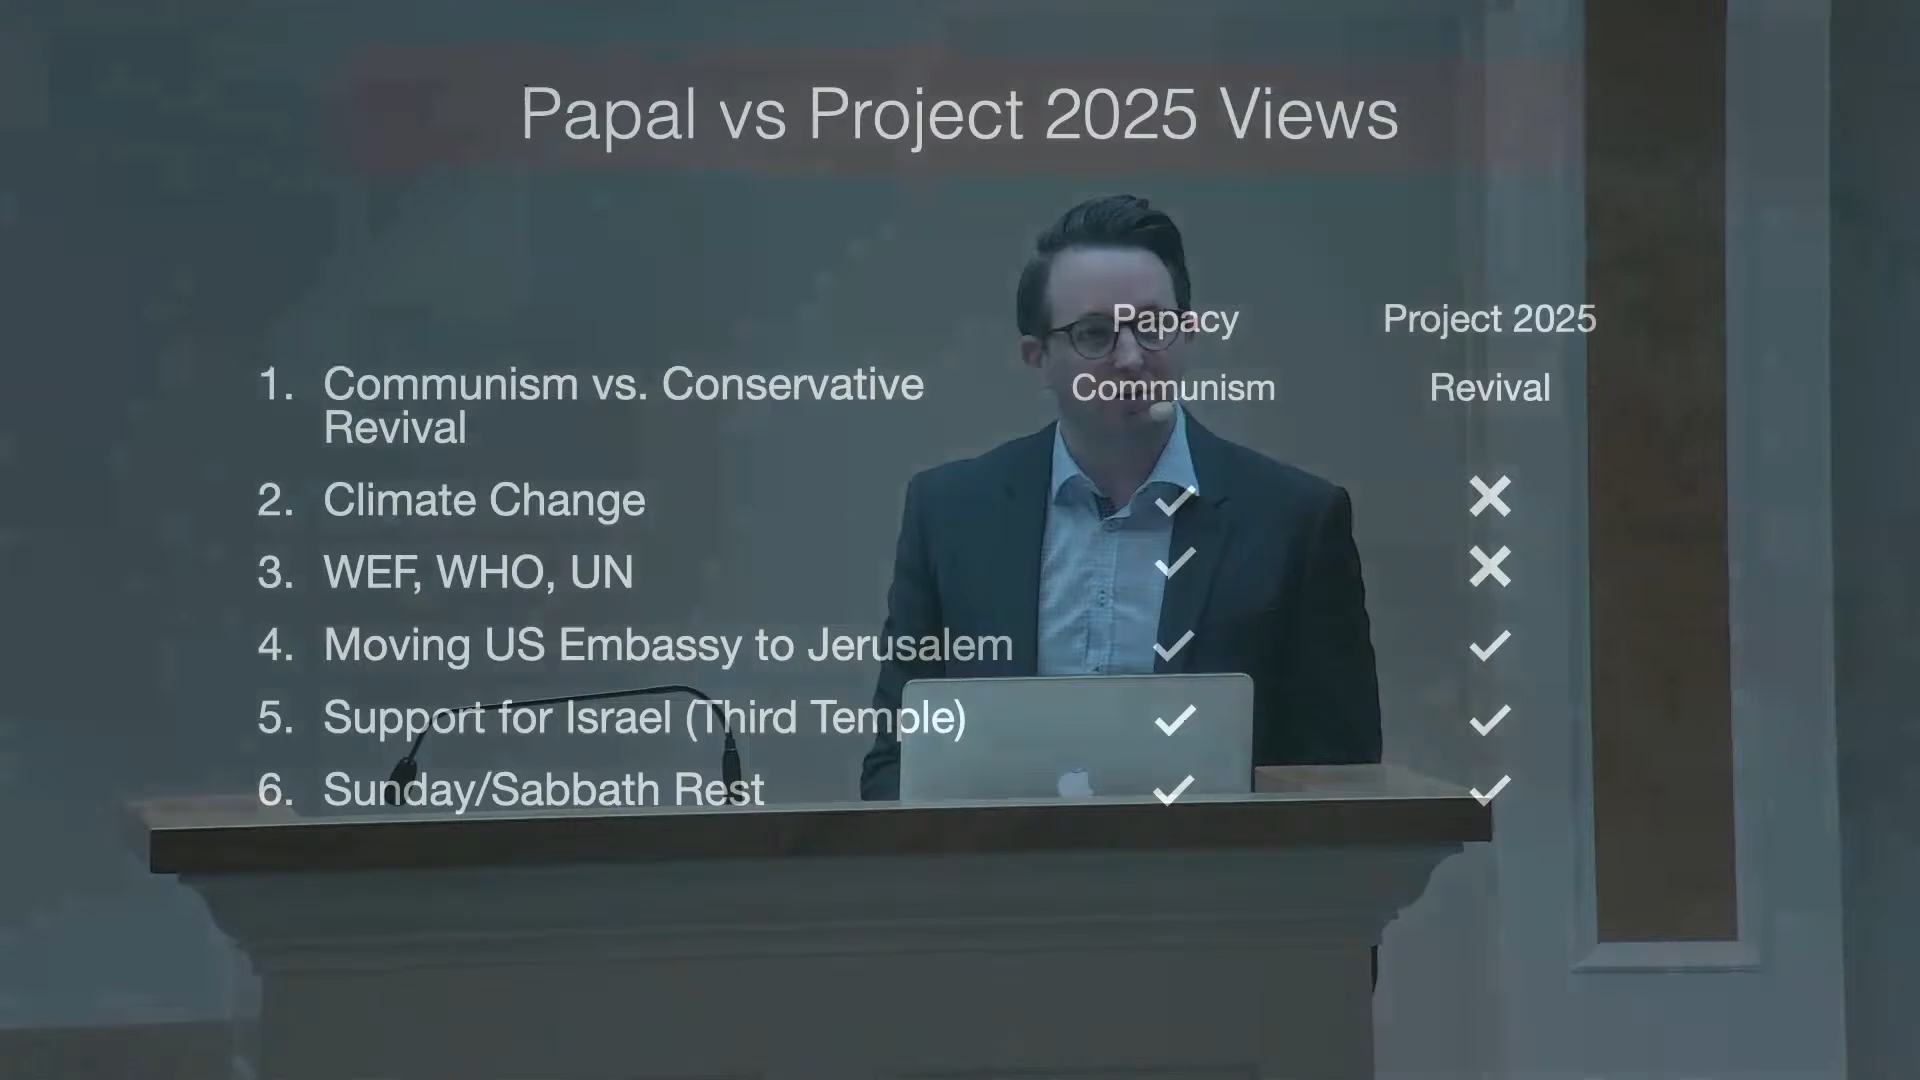 Papal vs Project 2025 Views
Papacy Project 2025
1. Communism vs. Conservative Revival Communism Revival
2. Climate Change ✓ ✕
3. WEF, WHO, UN ✓ ✕
4. Moving US Embassy to Jerusalem ✓ ✓
5. Support for Israel (Third Temple) ✓ ✓
6. Sunday/Sabbath Rest ✓ ✓